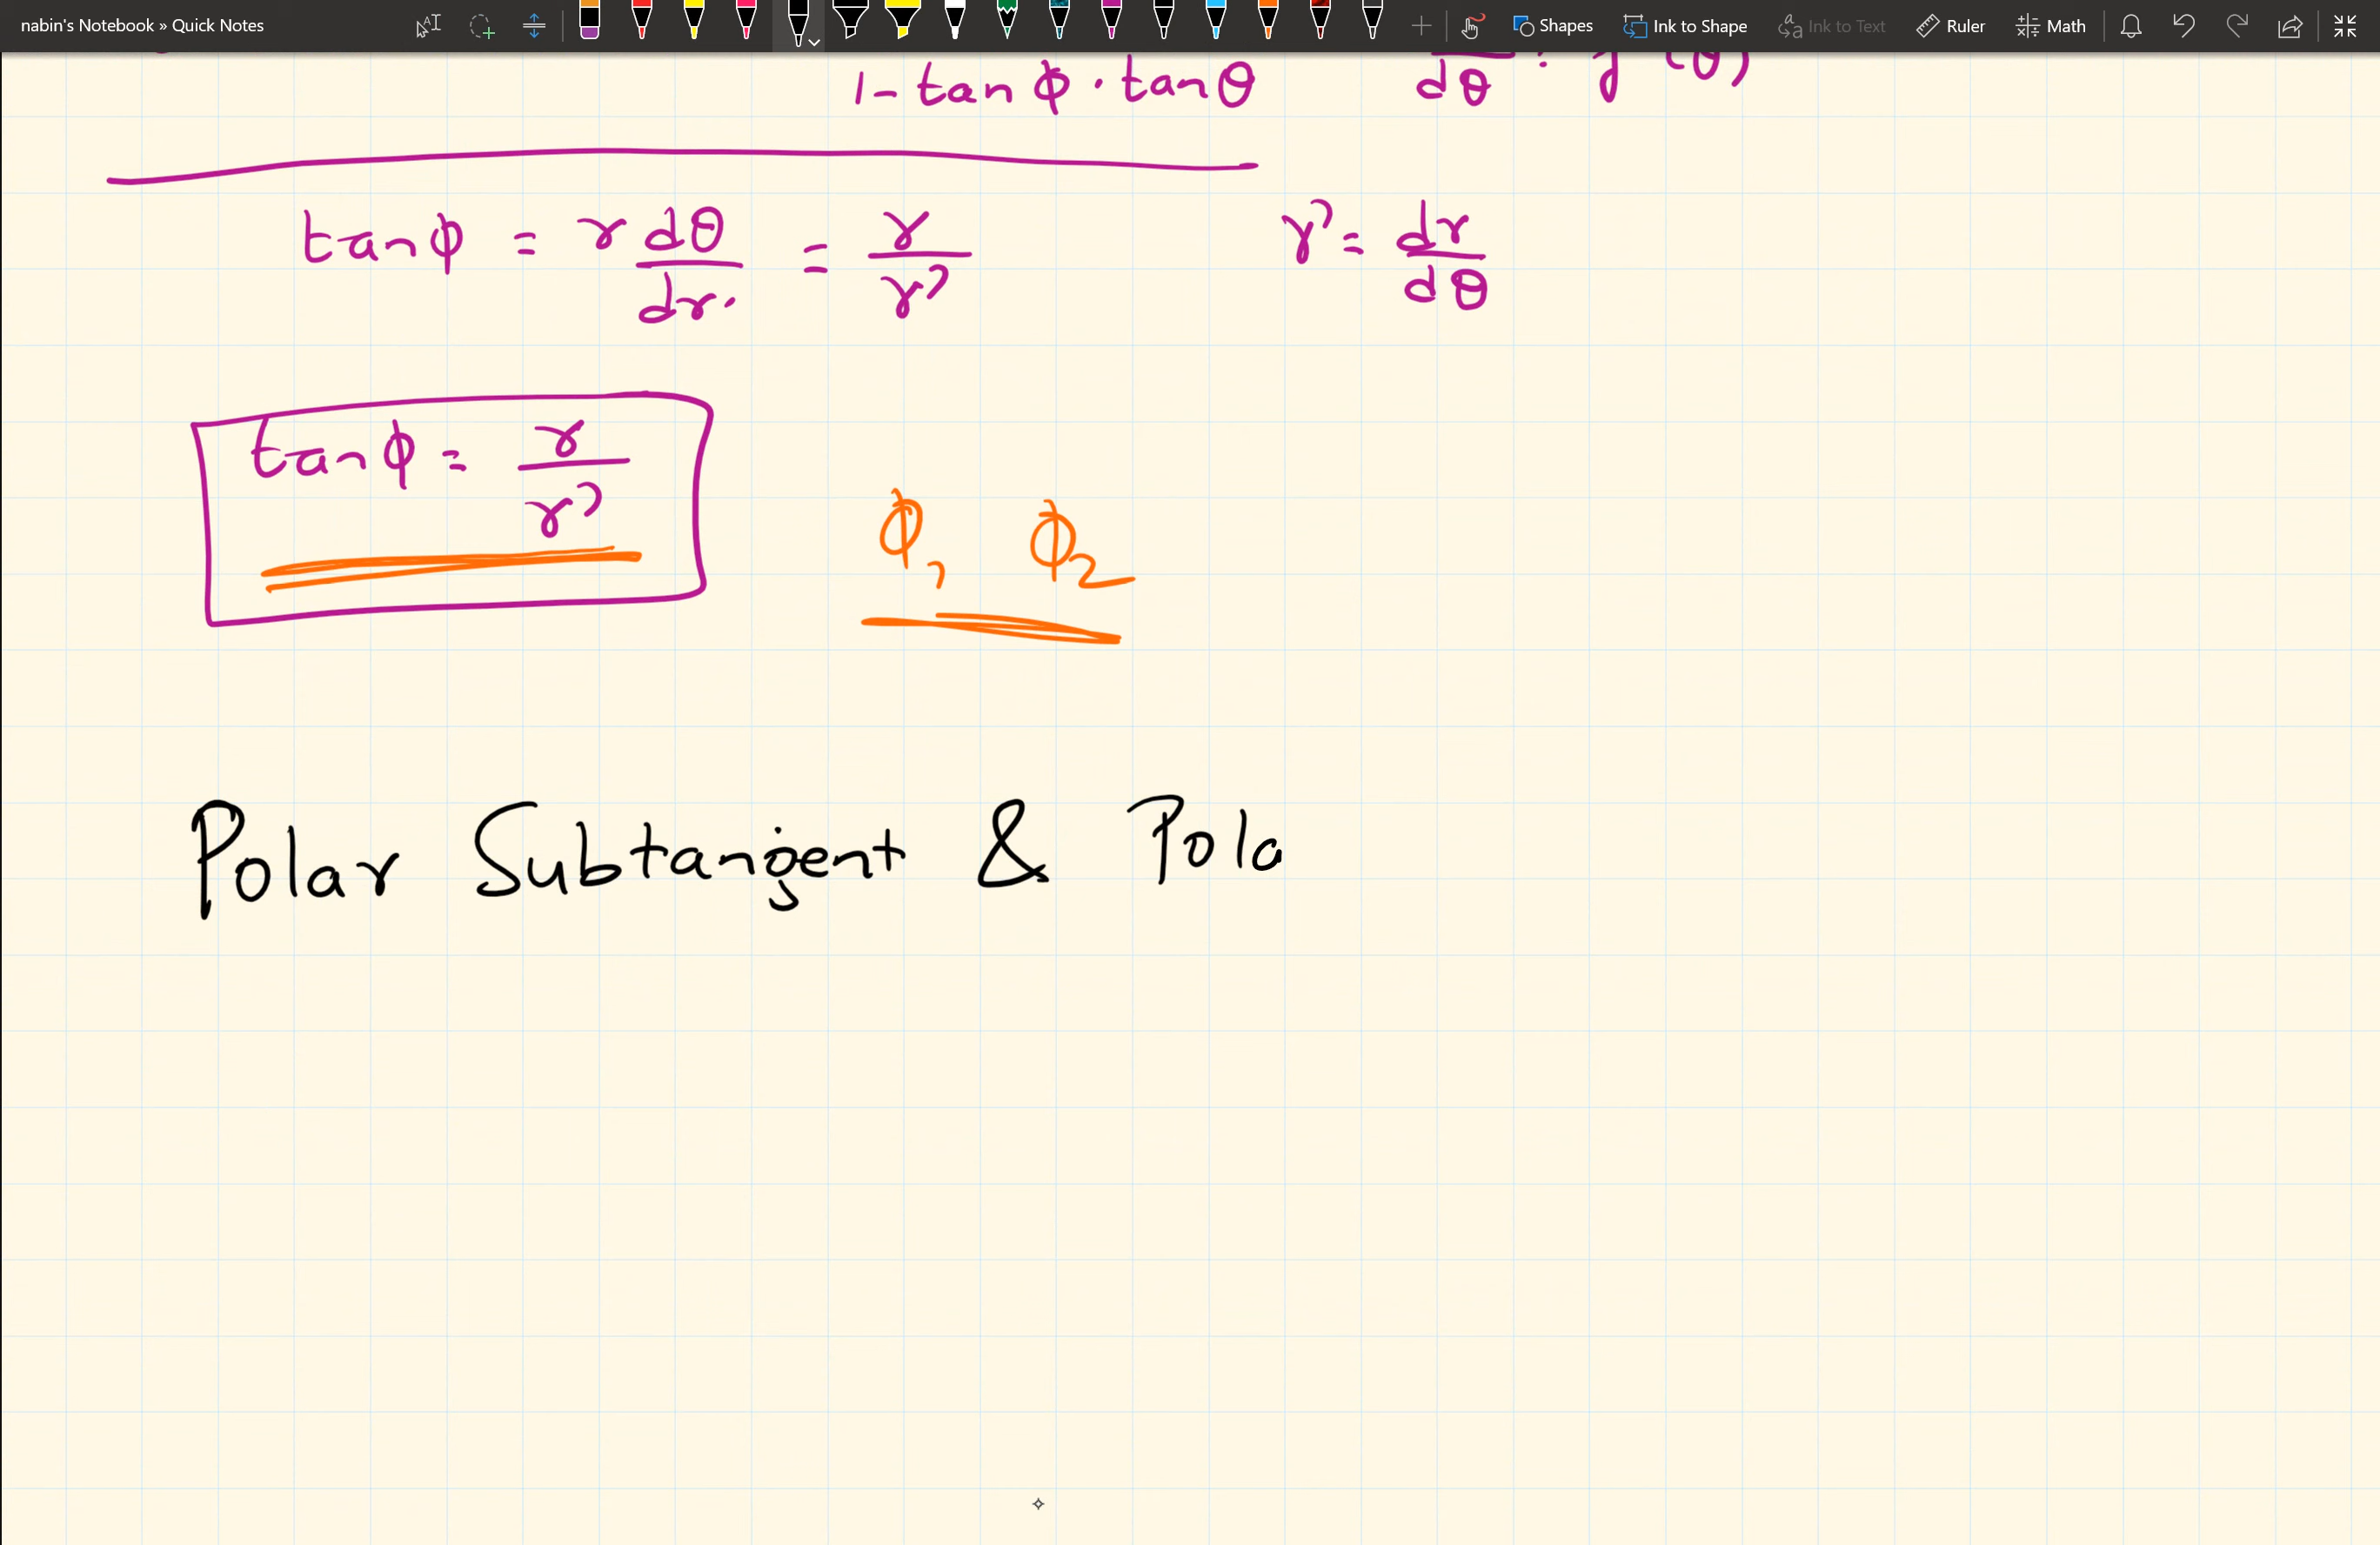 nabin's Notebook » Quick Notes Shapes Ink to Shape Ink to Text Ruler Math
1 - tan φ · tan θ
dθ
tan φ = r dθ/dr. = r/r' r' = dr/dθ
tan φ = r/r'
φ1 φ2
Polar Subtangent & Pola